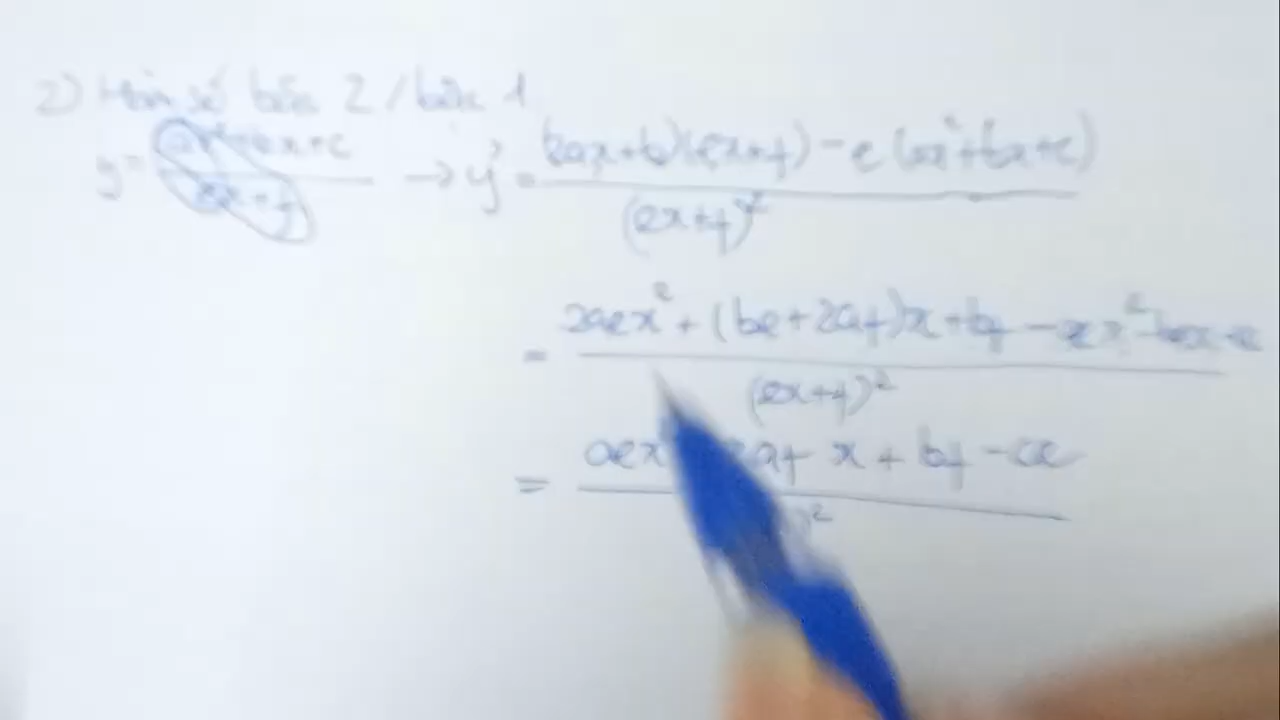 2) Hàm số bậc 2 / bậc 1
y = ax²+bx+c / ex+f → y' = (2ax+b)(ex+f) - e(ax²+bx+c) / (ex+f)²
= 2aex² + (be+2af)x + bf - aex² - bex - ce / (ex+f)²
= aex² 2af x + bf - ce / )²